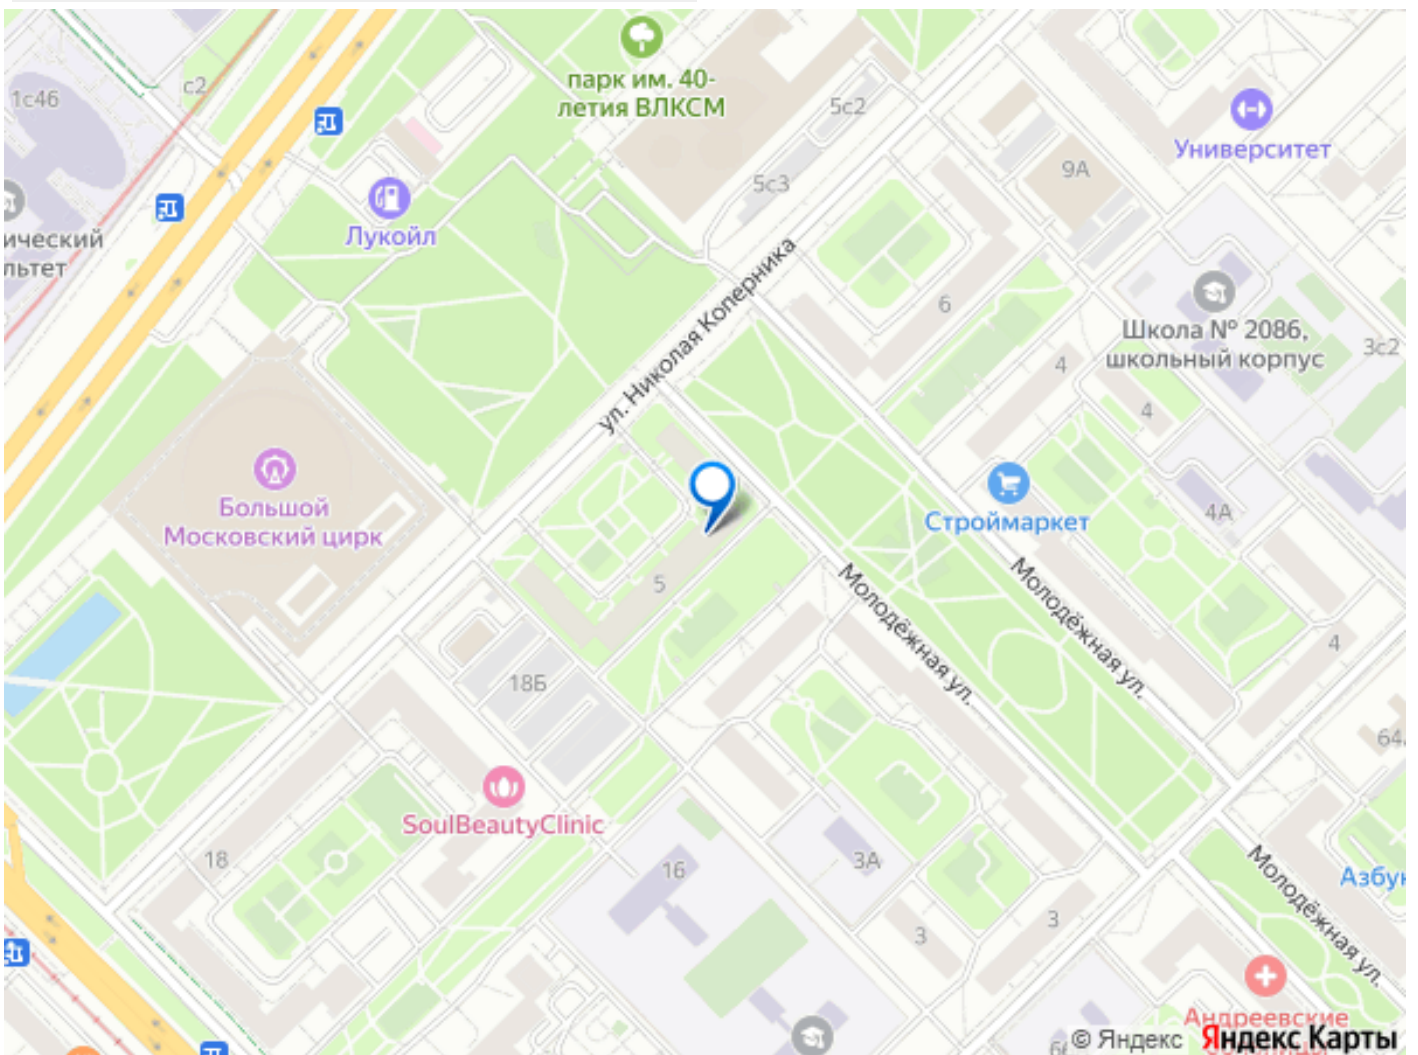 1с46
с2
парк им. 40-
летия ВЛКСМ
5с2
Университет
9А
5с3
Лукойл
ический
льтет
ул. Николая Коперника
6
Школа № 2086,
школьный корпус
3с2
4
4
Большой
Московский цирк
Строймаркет
4А
5
Молодёжная ул.
Молодёжная ул.
4
18Б
64
SoulBeautyClinic
18
16
3А
Молодёжная ул.
Азбу
3
3
Андреевские
© Яндекс Яндекс Карты